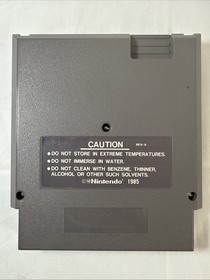 CAUTION REV-A
● DO NOT STORE IN EXTREME TEMPERATURES.
● DO NOT IMMERSE IN WATER.
● DO NOT CLEAN WITH BENZENE, THINNER,
ALCOHOL OR OTHER SUCH SOLVENTS.
Nintendo 1985